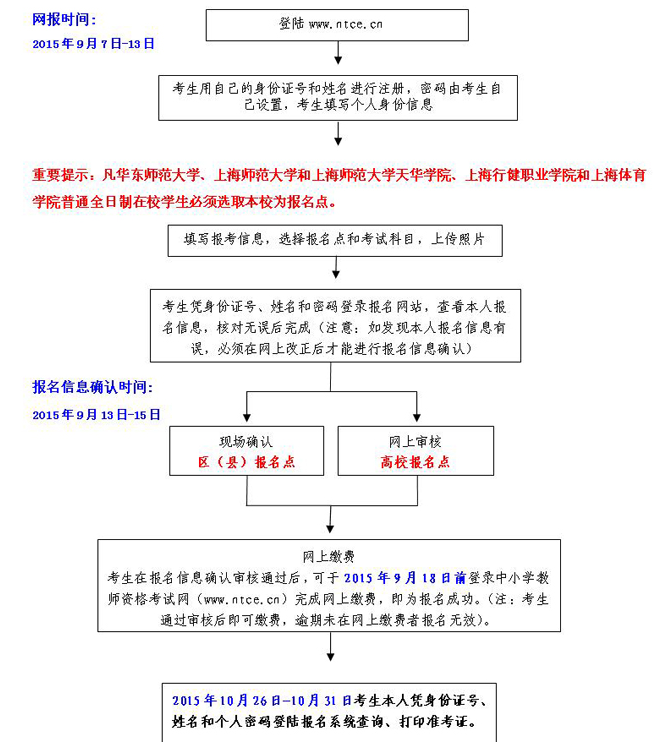 网报时间：
2015年9月7日-13日
登陆 www.ntce.cn
考生用自己的身份证号和姓名进行注册，密码由考生自
己设置，考生填写个人身份信息
重要提示：凡华东师范大学、上海师范大学和上海师范大学天华学院、上海行健职业学院和上海体育
学院普通全日制在校学生必须选取本校为报名点。
填写报考信息，选择报名点和考试科目，上传照片
考生凭身份证号、姓名和密码登录报名网站，查看本人报
名信息，核对无误后完成（注意：如发现本人报名信息有
误，必须在网上改正后才能进行报名信息确认）
报名信息确认时间：
2015年9月13日-15日
现场确认
区（县）报名点
网上审核
高校报名点
网上缴费
考生在报名信息确认审核通过后，可于 2015年9月18日前登录中小学教
师资格考试网（www.ntce.cn）完成网上缴费，即为报名成功。（注：考生
通过审核后即可缴费，逾期未在网上缴费者报名无效）。
2015年10月26日-10月31日考生本人凭身份证号、
姓名和个人密码登陆报名系统查询、打印准考证。